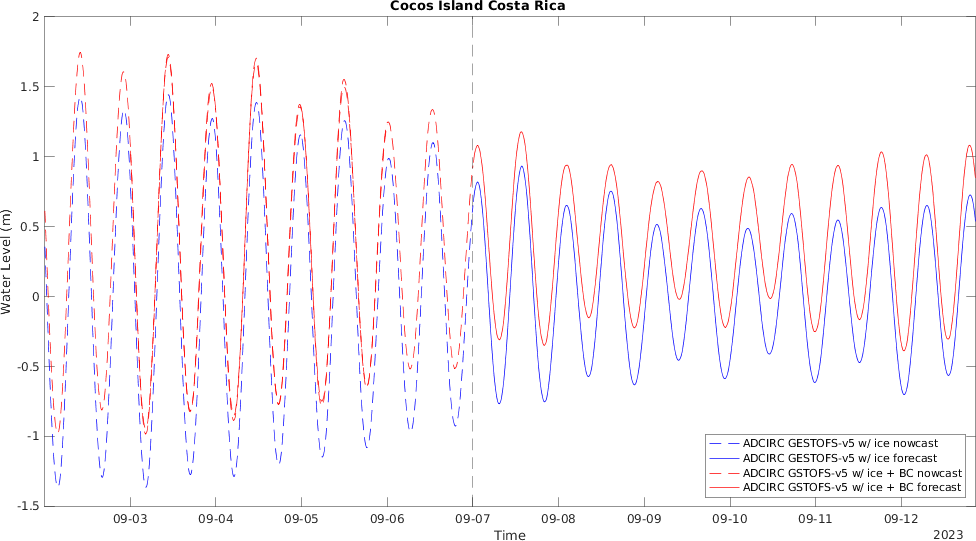 Cocos Island Costa Rica
2
1.5
1
0.5
0
-0.5
-1
-1.5
Water Level (m)
09-03 09-04 09-05 09-06 09-07 09-08 09-09 09-10 09-11 09-12
Time
2023
ADCIRC GESTOFS-v5 w/ ice nowcast
ADCIRC GESTOFS-v5 w/ ice forecast
ADCIRC GSTOFS-v5 w/ ice + BC nowcast
ADCIRC GSTOFS-v5 w/ ice + BC forecast